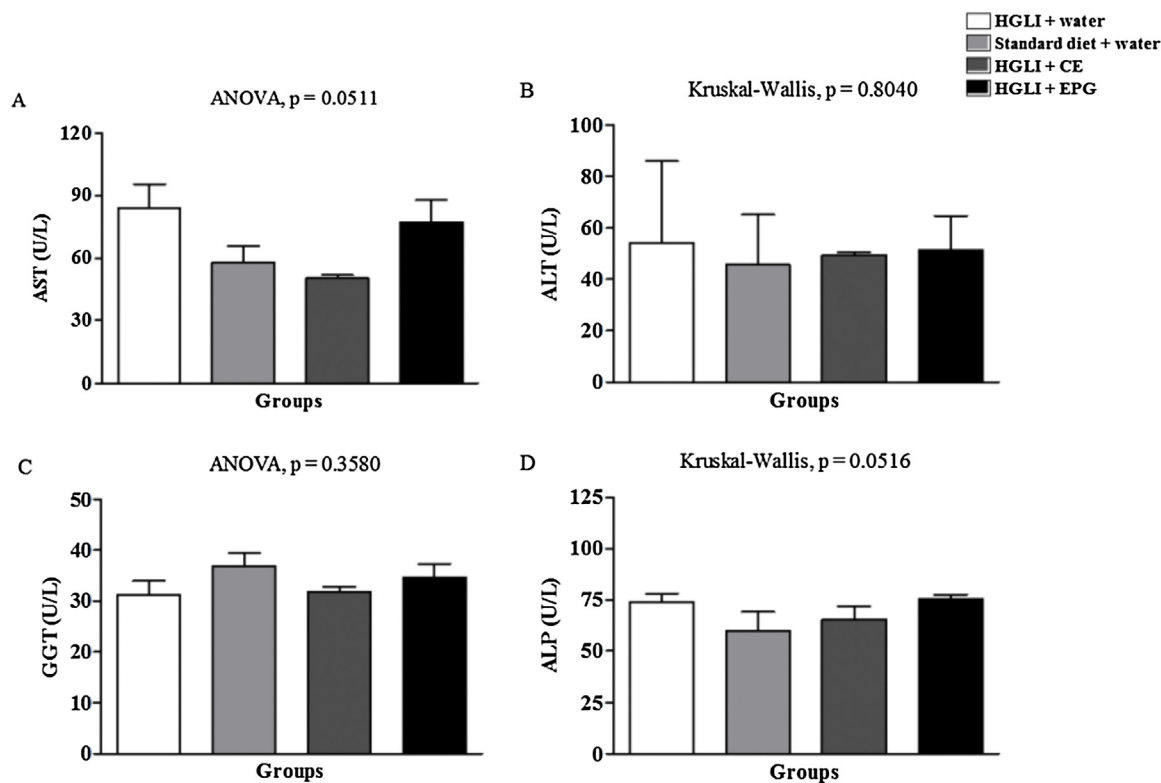 HGLI + water
Standard diet + water
HGLI + CE
HGLI + EPG
A
ANOVA, p = 0.0511
120
90
60
30
0
AST (U/L)
Groups
B
Kruskal-Wallis, p = 0.8040
100
80
60
40
20
0
ALT (U/L)
Groups
C
ANOVA, p = 0.3580
50
40
30
20
10
0
GGT (U/L)
Groups
D
Kruskal-Wallis, p = 0.0516
125
100
75
50
25
0
ALP (U/L)
Groups